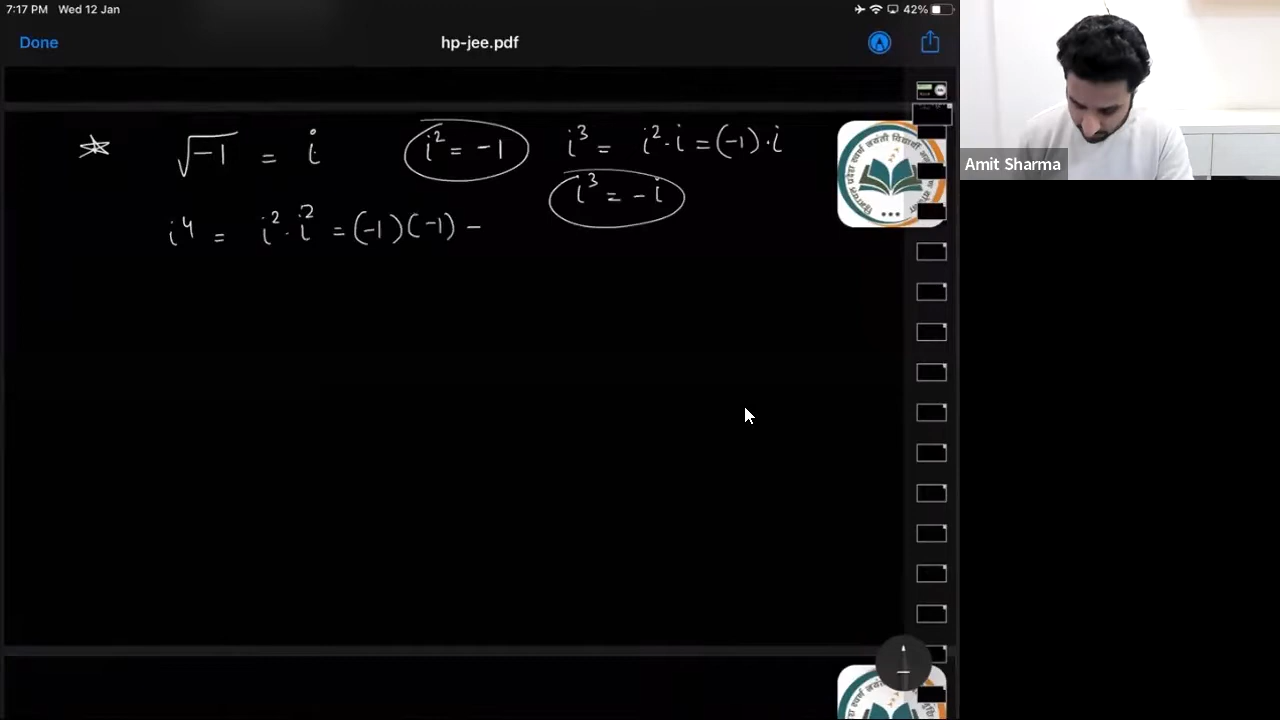 7:17 PM Wed 12 Jan
42%
Done
hp-jee.pdf
√-1 = i
i² = -1
i³ = i²·i = (-1)·i
i³ = -i
i⁴ = i²·i² = (-1)(-1) -
Amit Sharma